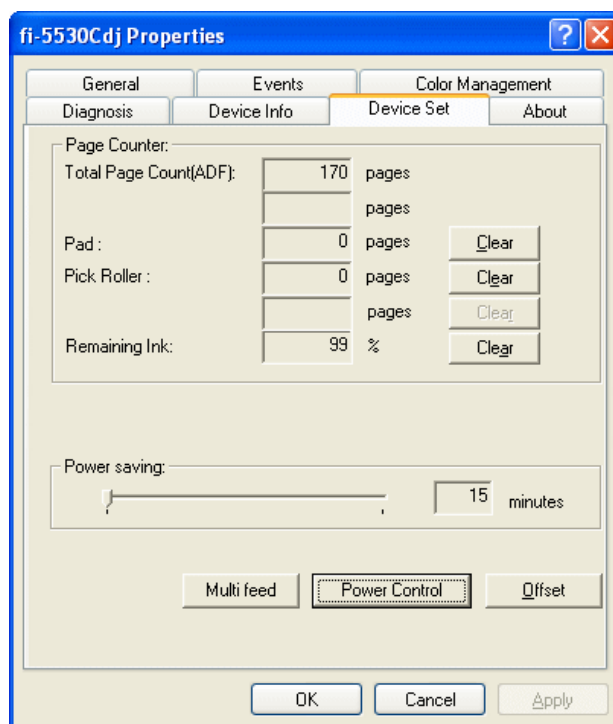 fi-5530Cdj Properties
General Events Color Management
Diagnosis Device Info Device Set About
Page Counter:
Total Page Count(ADF): 170 pages
pages
Pad : 0 pages Clear
Pick Roller : 0 pages Clear
pages Clear
Remaining Ink: 99 % Clear
Power saving:
15 minutes
Multi feed Power Control Offset
OK Cancel Apply